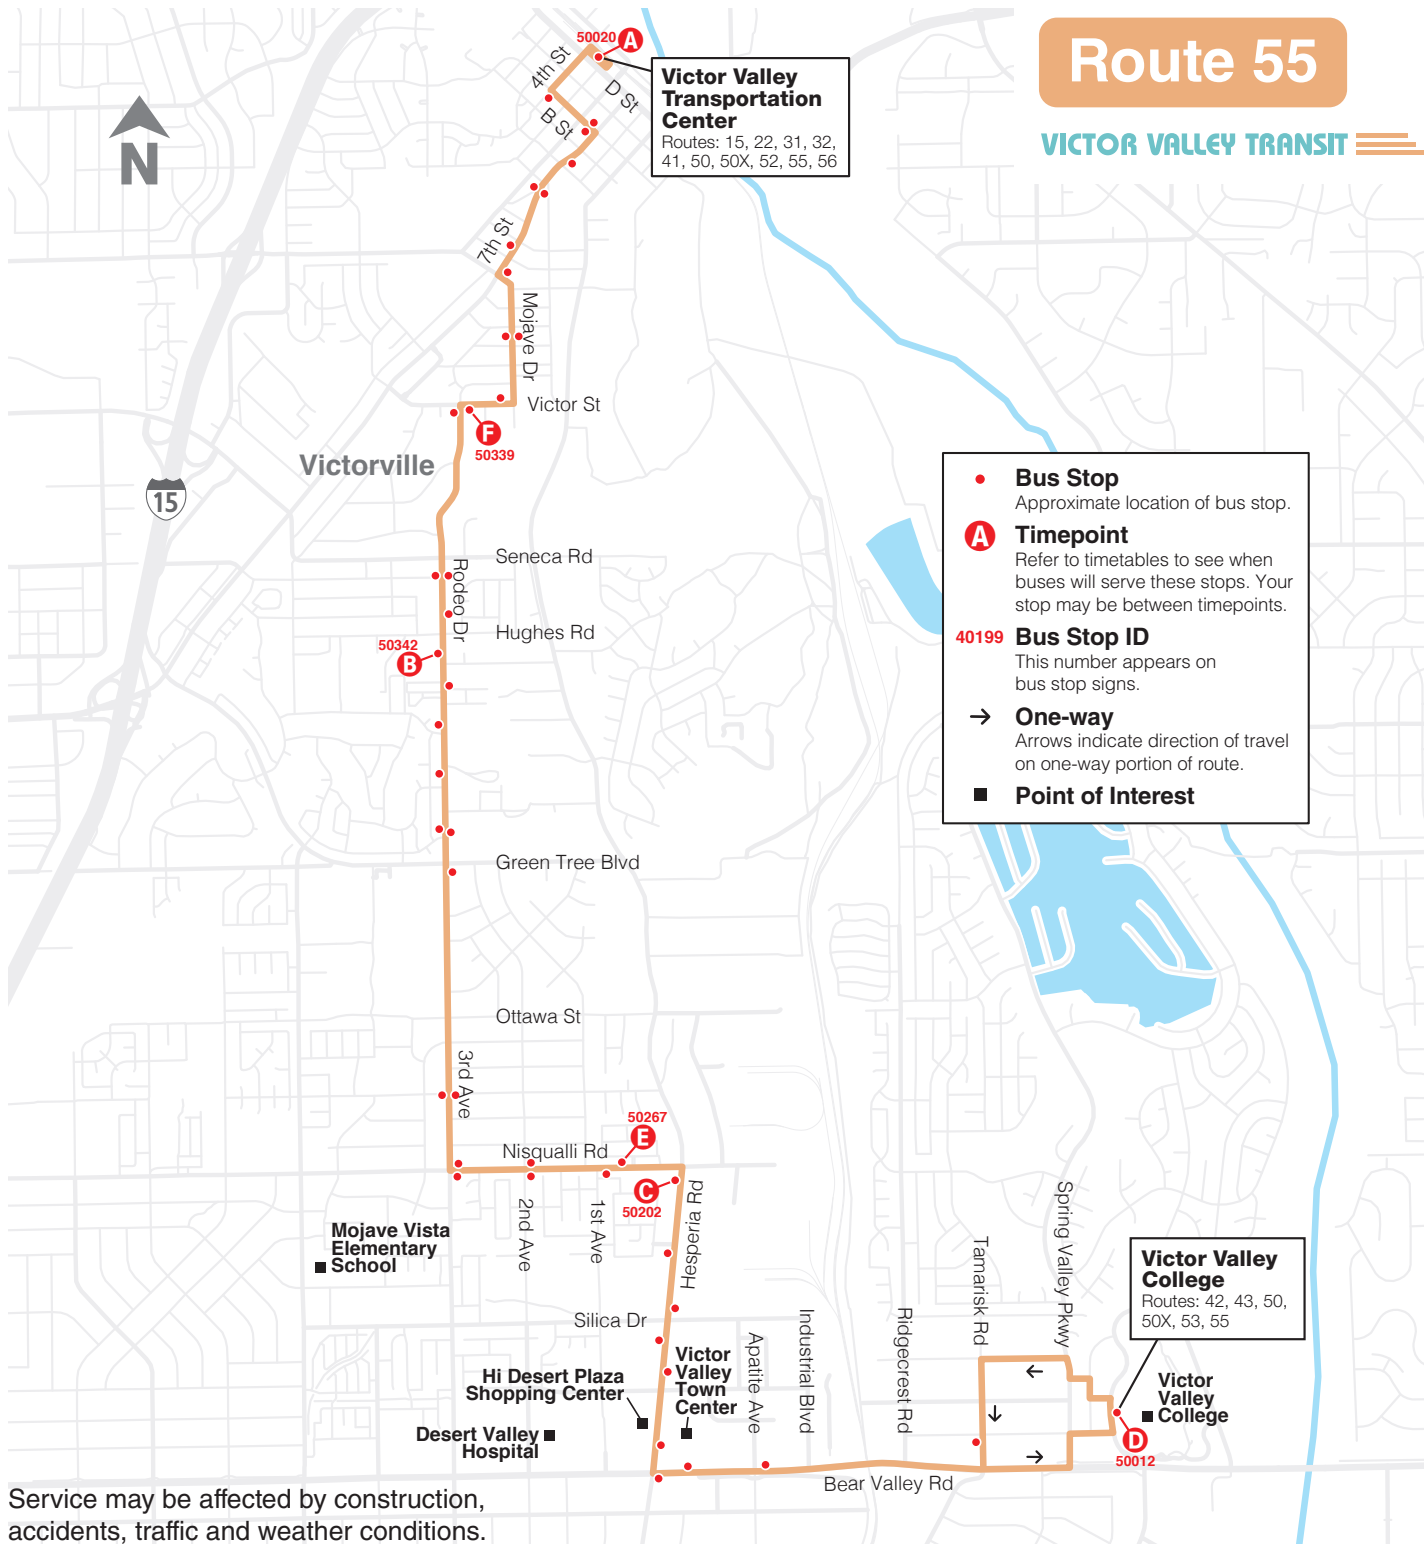 Route 55
VICTOR VALLEY TRANSIT
N
50020 A
4th St
D St
B St
Victor Valley
Transportation
Center
Routes: 15, 22, 31, 32,
41, 50, 50X, 52, 55, 56
7th St
Mojave Dr
Victor St
F
50339
Victorville
15
Seneca Rd
Rodeo Dr
Hughes Rd
50342
B
Green Tree Blvd
Bus Stop
Approximate location of bus stop.
A
Timepoint
Refer to timetables to see when
buses will serve these stops. Your
stop may be between timepoints.
40199 Bus Stop ID
This number appears on
bus stop signs.
One-way
Arrows indicate direction of travel
on one-way portion of route.
Point of Interest
Ottawa St
3rd Ave
50267
E
Nisqualli Rd
C
50202
2nd Ave
1st Ave
Hesperia Rd
Mojave Vista
Elementary
School
Silica Dr
Hi Desert Plaza
Shopping Center
Desert Valley
Hospital
Victor
Valley
Town
Center
Apatite Ave
Industrial Blvd
Ridgecrest Rd
Tamarisk Rd
Spring Valley Pkwy
Victor Valley
College
Routes: 42, 43, 50,
50X, 53, 55
Victor
Valley
College
D
50012
Bear Valley Rd
Service may be affected by construction,
accidents, traffic and weather conditions.